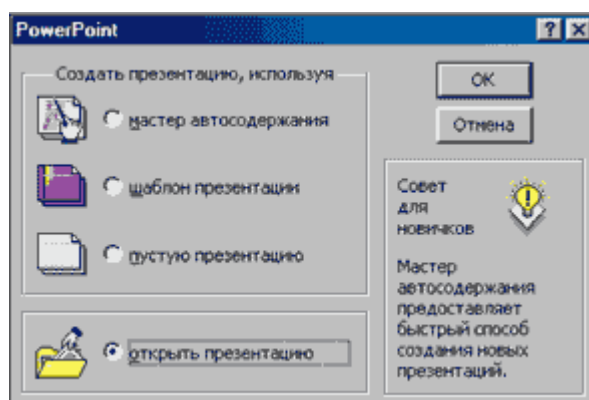 PowerPoint
Создать презентацию, используя
мастер автосодержания
шаблон презентации
пустую презентацию
открыть презентацию
ОК
Отмена
Совет
для
новичков
Мастер
автосодержания
предоставляет
быстрый способ
создания новых
презентаций.